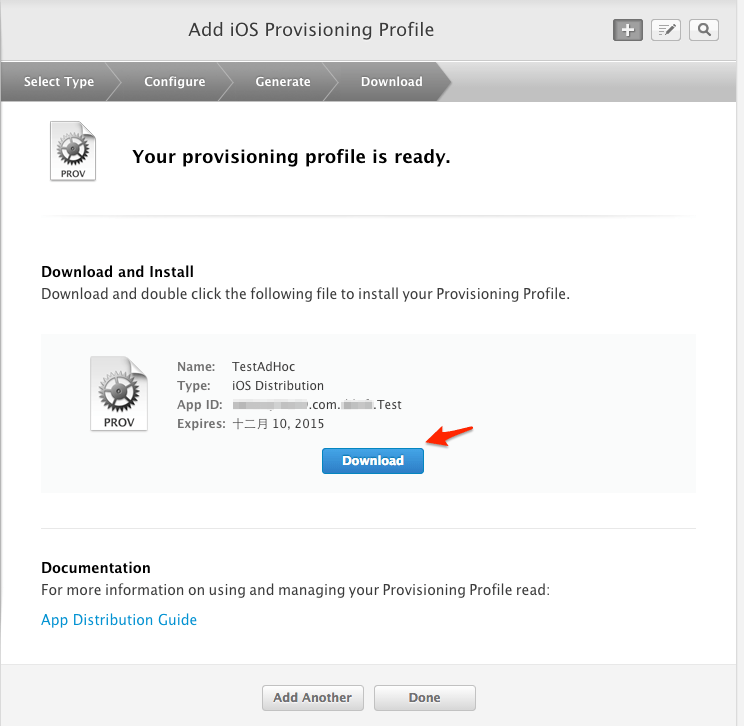 Add iOS Provisioning Profile
Select Type
Configure
Generate
Download
PROV
Your provisioning profile is ready.
Download and Install
Download and double click the following file to install your Provisioning Profile.
PROV
Name: TestAdHoc
Type: iOS Distribution
App ID: .com. .Test
Expires: 十二月 10, 2015
Download
Documentation
For more information on using and managing your Provisioning Profile read:
App Distribution Guide
Add Another
Done